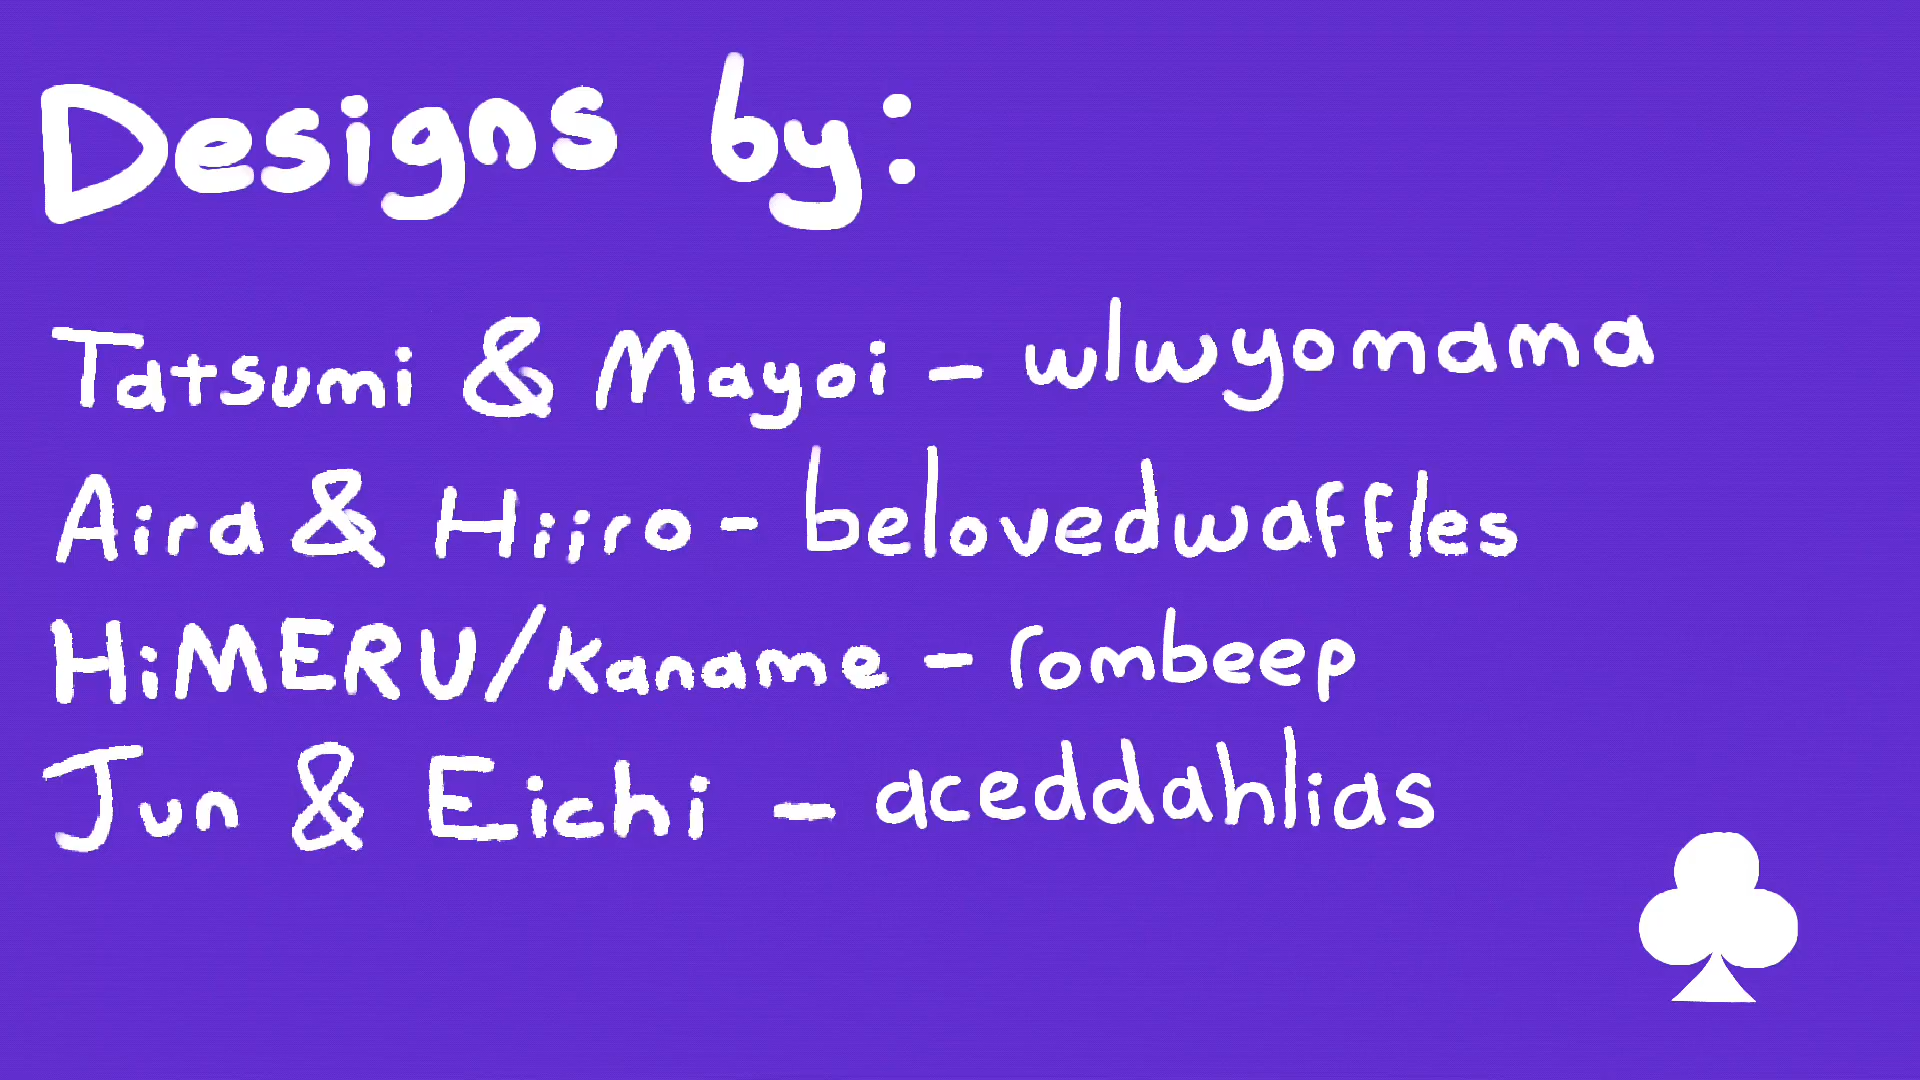 Designs by:
Tatsumi & Mayoi - wlwyomama
Aira & Hiiro - belovedwaffles
HiMERU/Kaname - rombeep
Jun & Eichi - aceddahlias